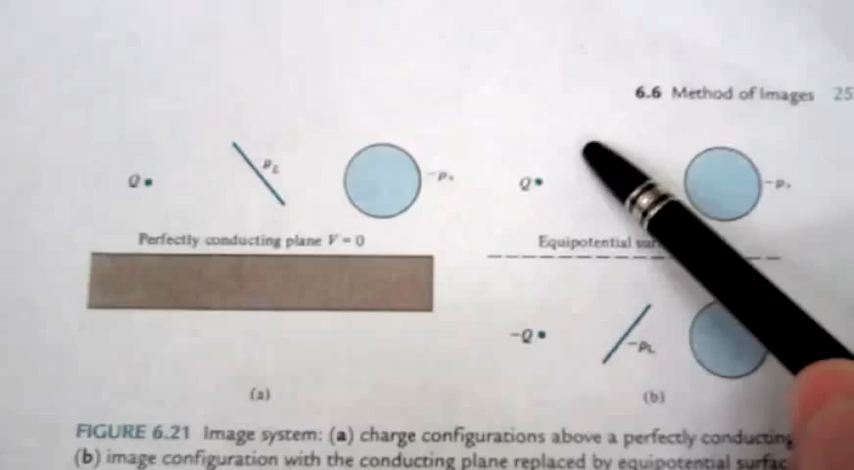 6.6 Method of Images 25
Q
ρL
-ρv
Q
-ρv
Perfectly conducting plane V = 0
Equipotential
-Q
-ρL
(a)
(b)
FIGURE 6.21 Image system: (a) charge configurations above a perfectly conducting
(b) image configuration with the conducting plane replaced by equipotential